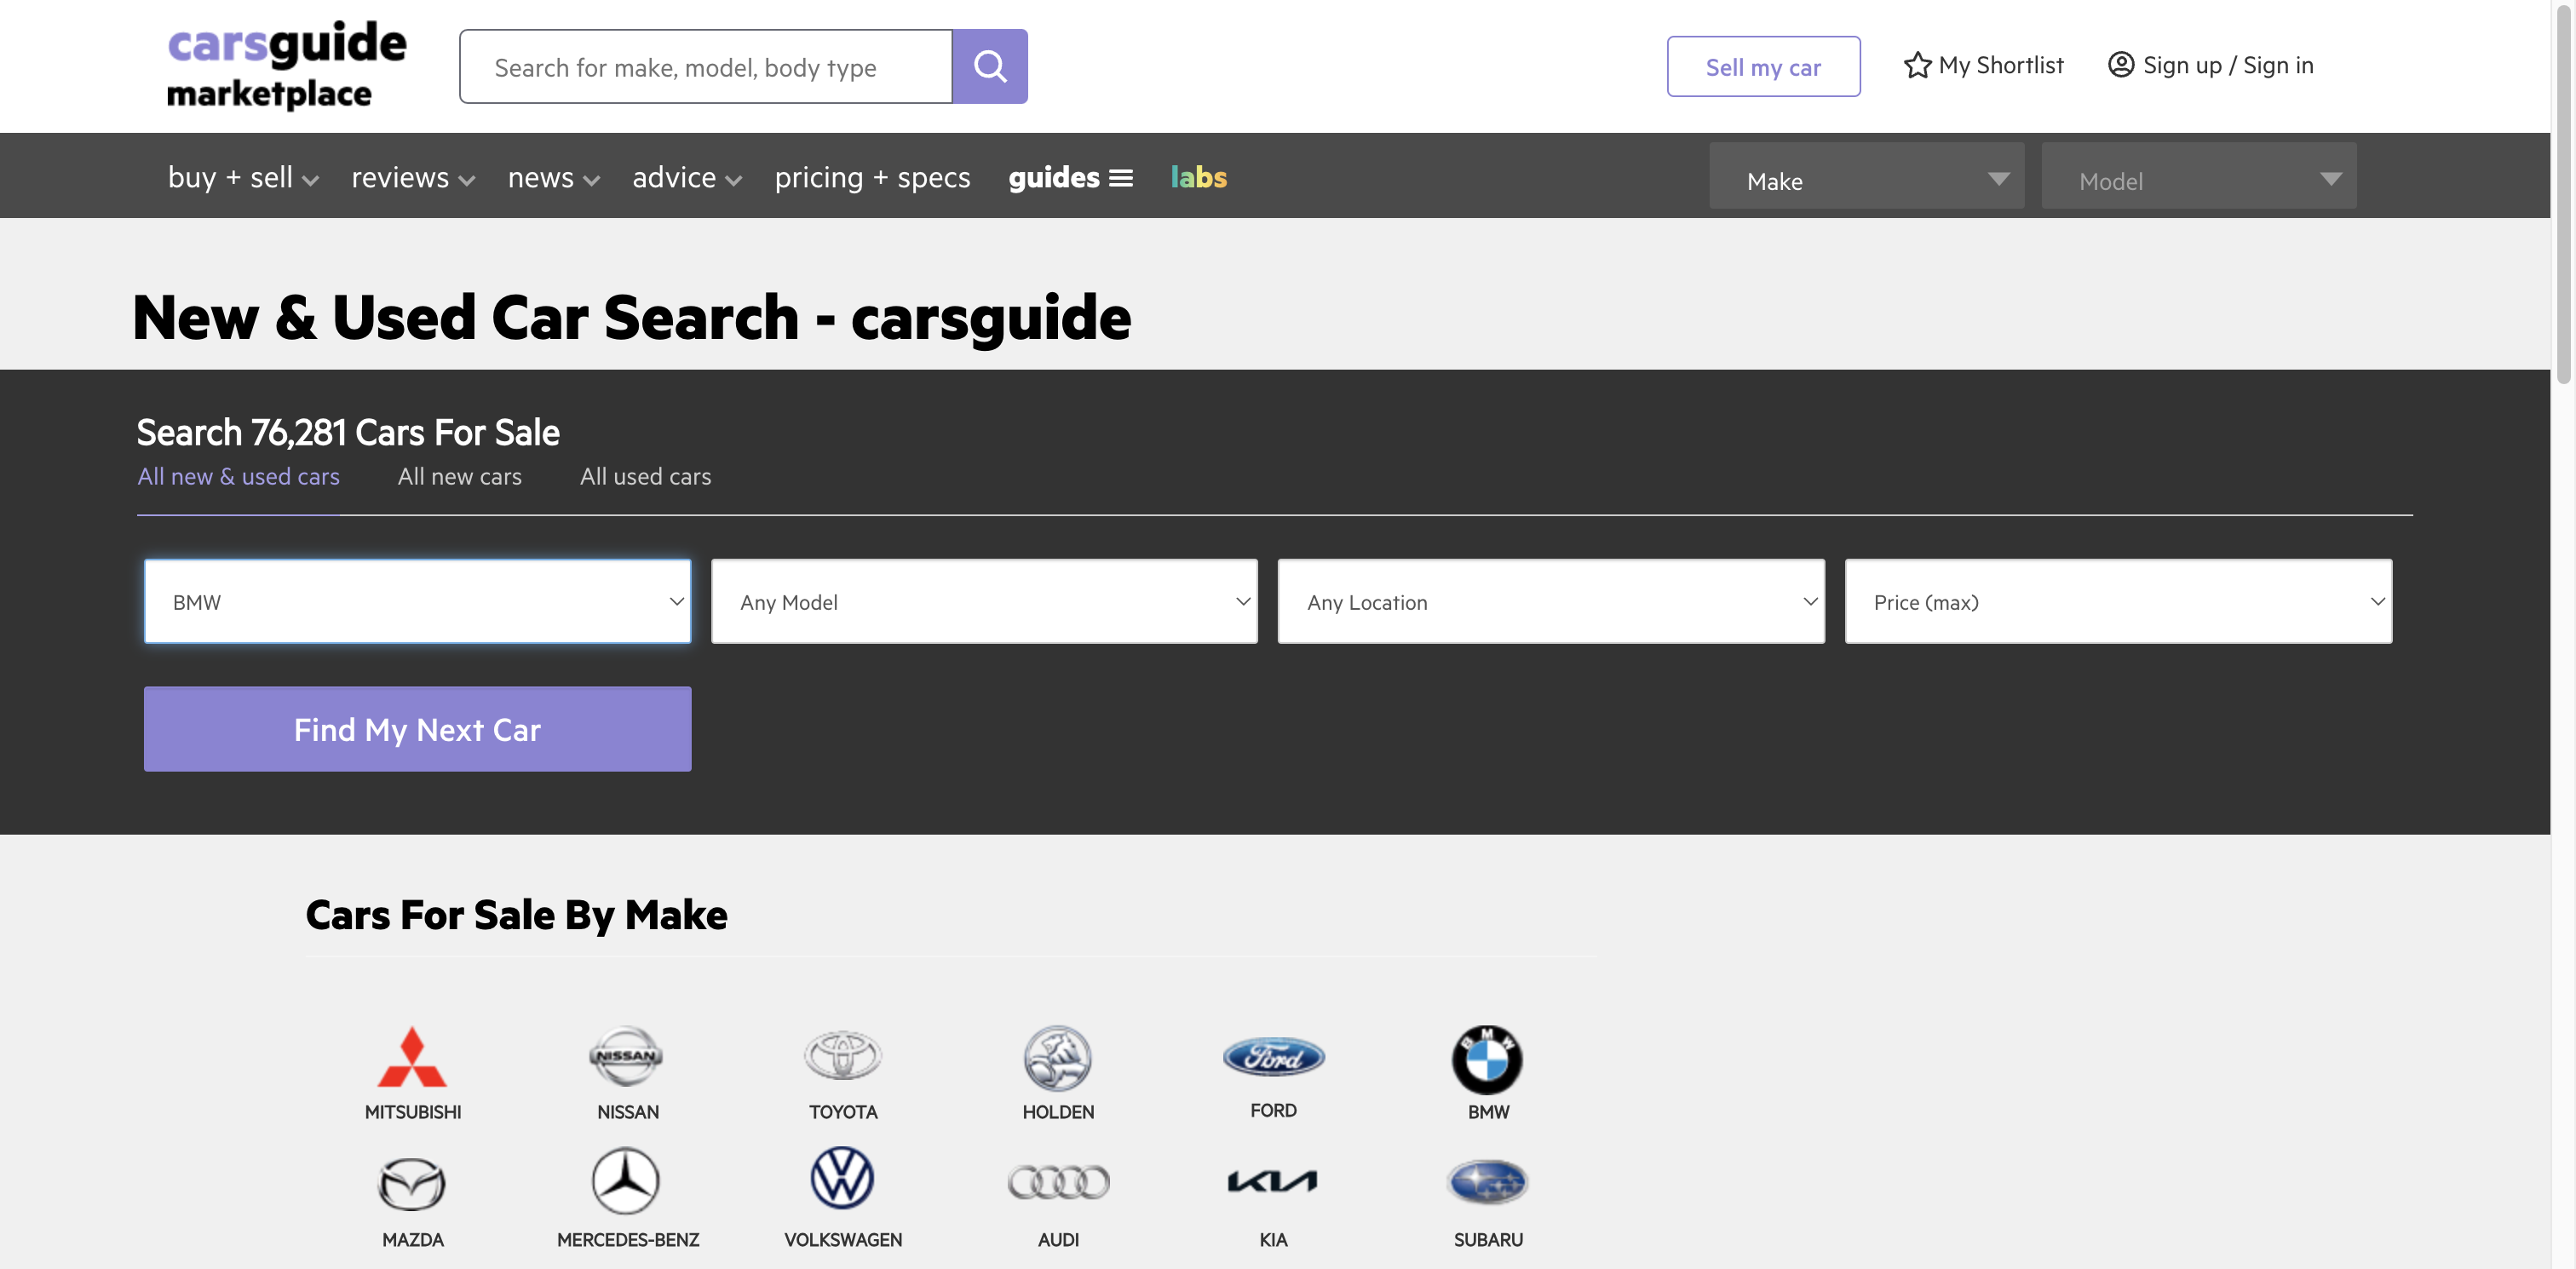 carsguide
marketplace
Search for make, model, body type
Sell my car
My Shortlist
Sign up / Sign in
buy + sell
reviews
news
advice
pricing + specs
guides
labs
Make
Model
New & Used Car Search - carsguide
Search 76,281 Cars For Sale
All new & used cars
All new cars
All used cars
BMW
Any Model
Any Location
Price (max)
Find My Next Car
Cars For Sale By Make
NISSAN
Ford
BMW
MITSUBISHI
NISSAN
TOYOTA
HOLDEN
FORD
BMW
KIA
MAZDA
MERCEDES-BENZ
VOLKSWAGEN
AUDI
KIA
SUBARU